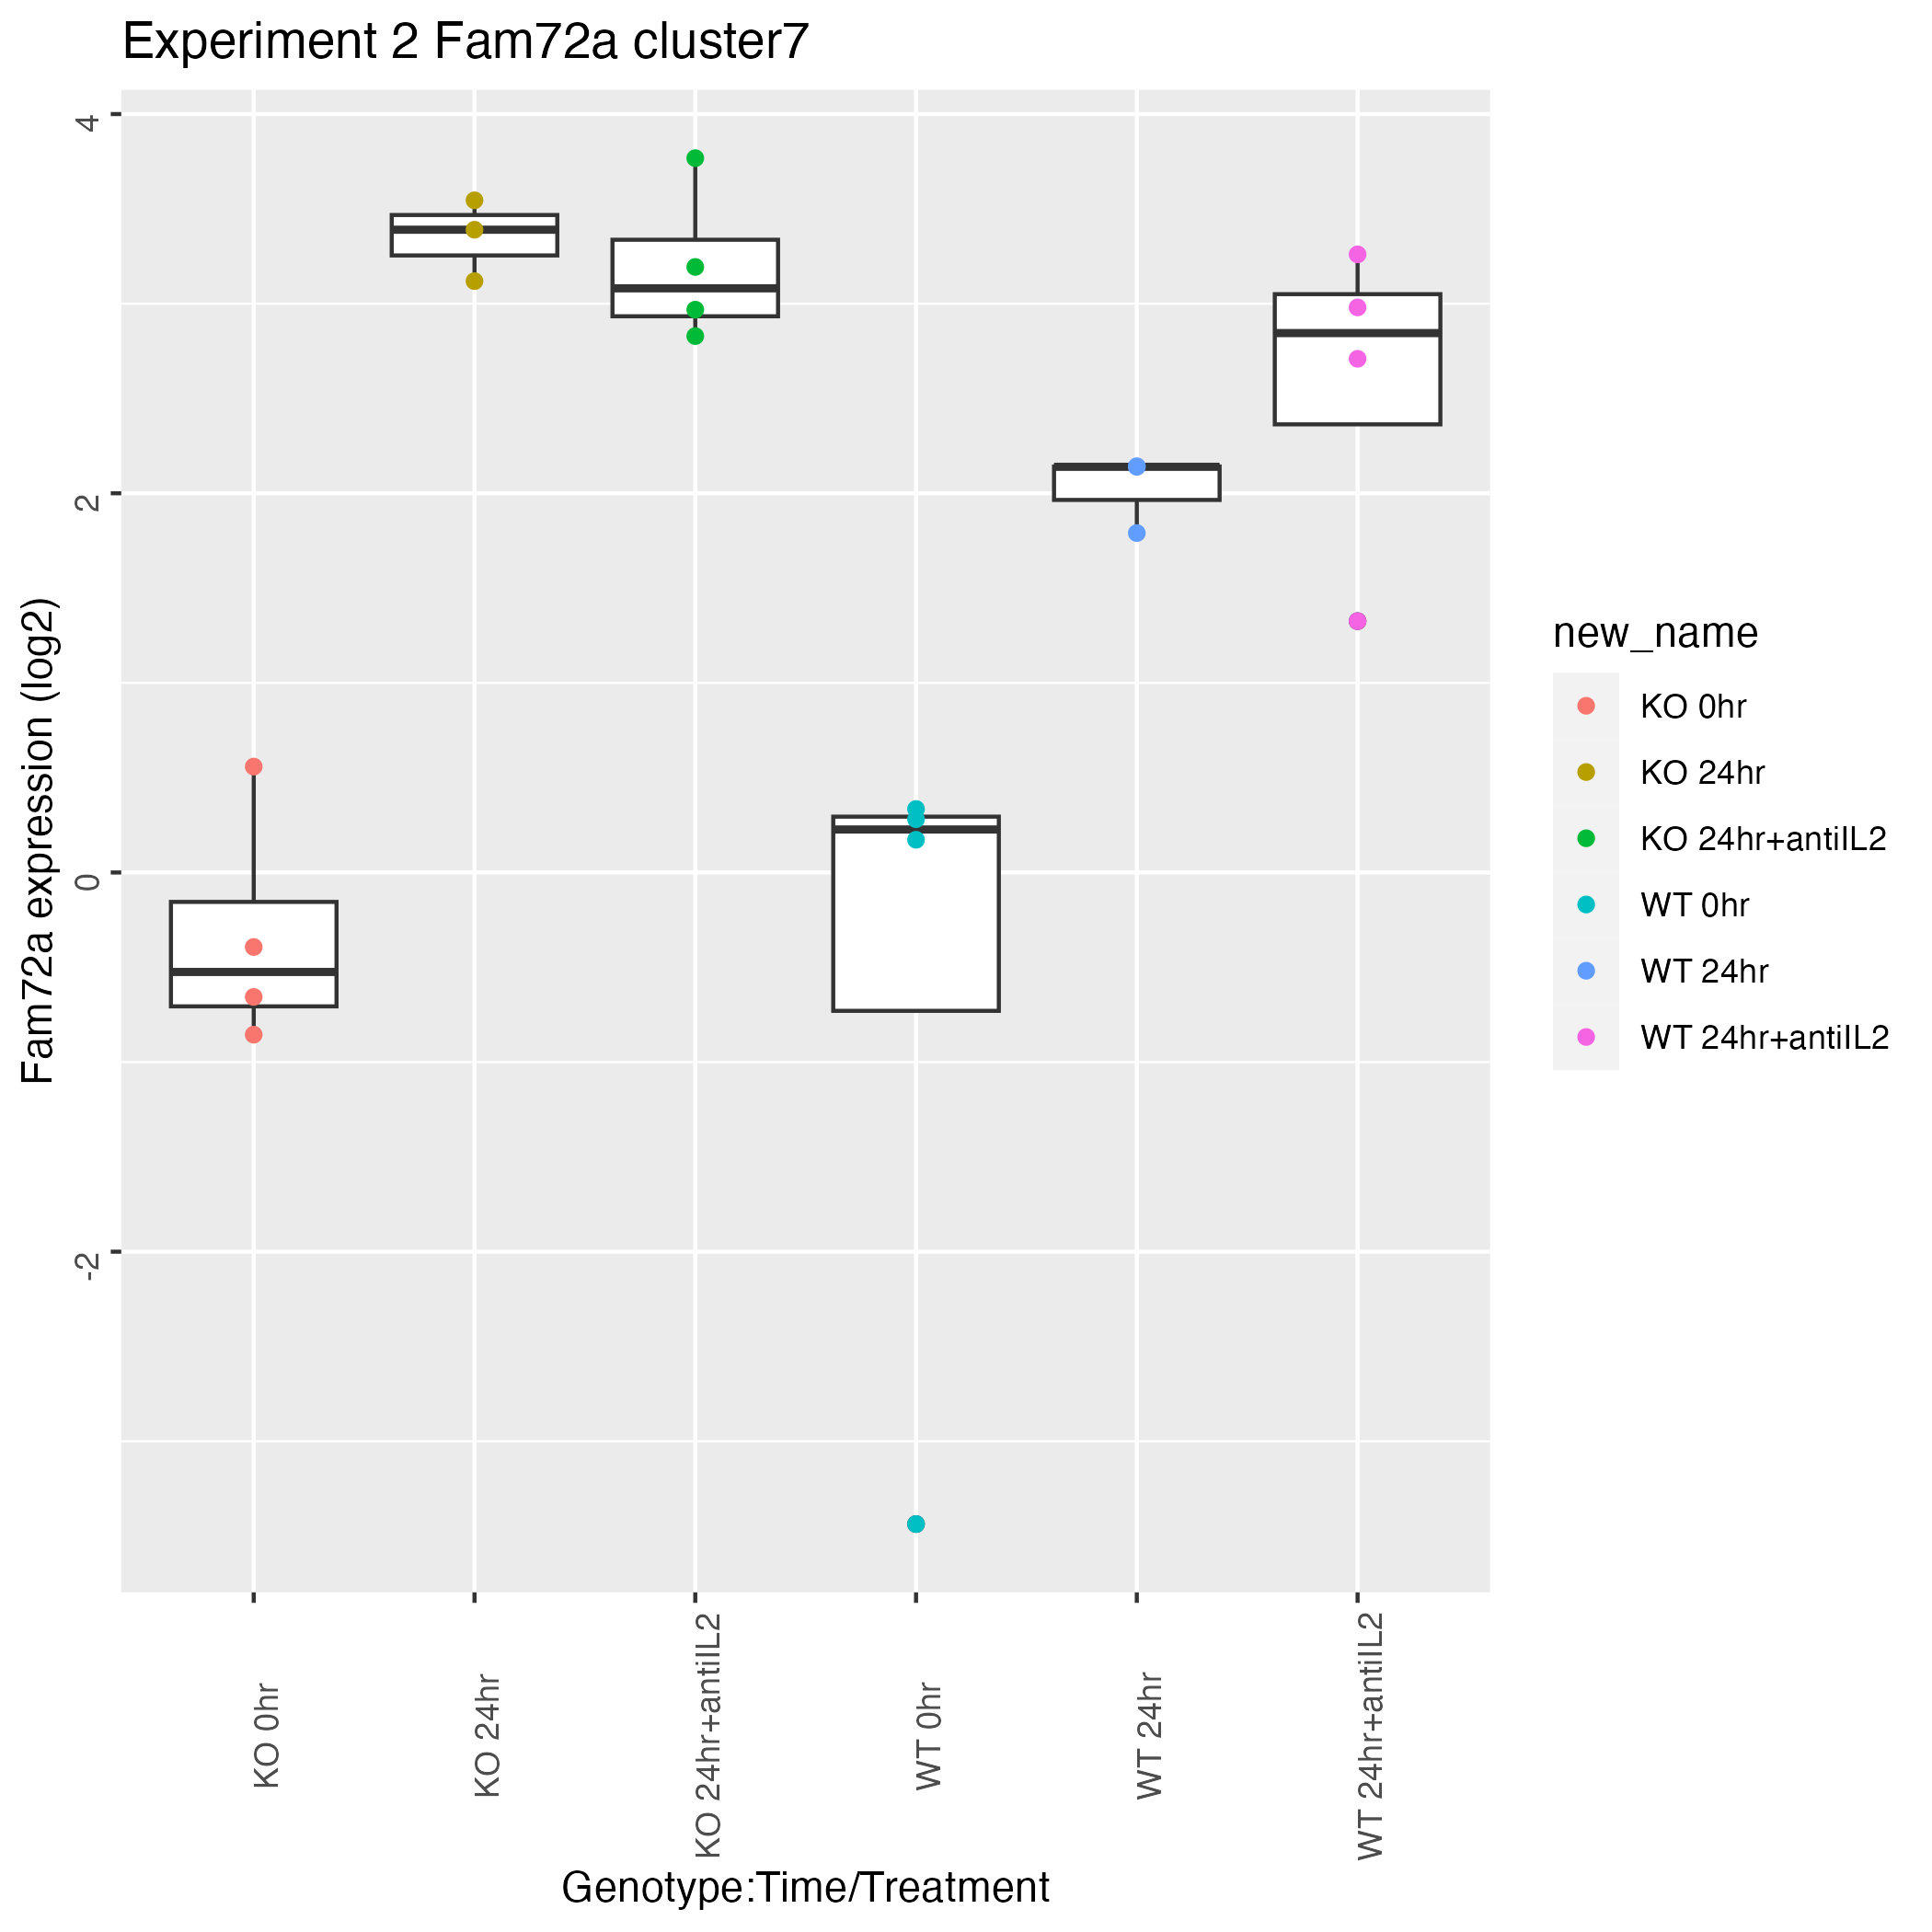 Experiment 2 Fam72a cluster7
Fam72a expression (log2)
4
2
0
-2
KO 0hr
KO 24hr
KO 24hr+antiIL2
WT 0hr
WT 24hr
WT 24hr+antiIL2
Genotype:Time/Treatment
new_name
KO 0hr
KO 24hr
KO 24hr+antiIL2
WT 0hr
WT 24hr
WT 24hr+antiIL2